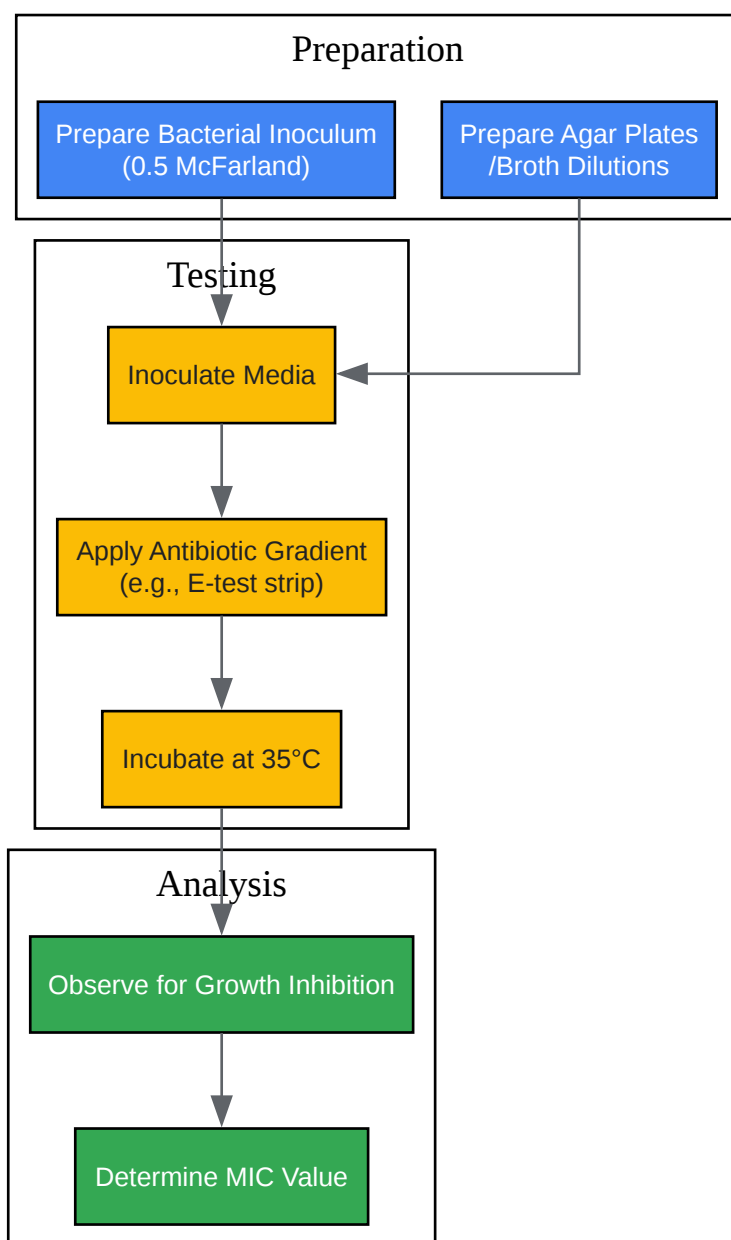 Preparation
Prepare Bacterial Inoculum
(0.5 McFarland)
Prepare Agar Plates
/Broth Dilutions
Testing
Inoculate Media
Apply Antibiotic Gradient
(e.g., E-test strip)
Incubate at 35°C
Analysis
Observe for Growth Inhibition
Determine MIC Value